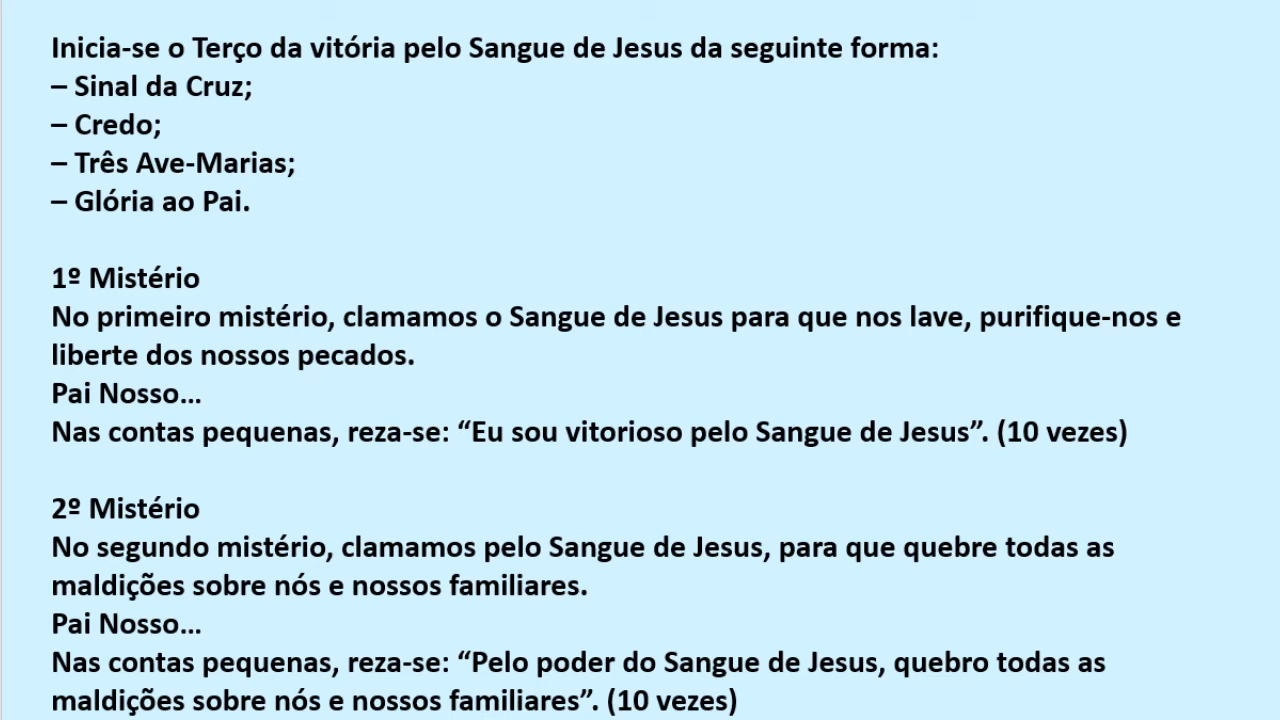 Inicia-se o Terço da vitória pelo Sangue de Jesus da seguinte forma:
– Sinal da Cruz;
– Credo;
– Três Ave-Marias;
– Glória ao Pai.
1º Mistério
No primeiro mistério, clamamos o Sangue de Jesus para que nos lave, purifique-nos e
liberte dos nossos pecados.
Pai Nosso…
Nas contas pequenas, reza-se: “Eu sou vitorioso pelo Sangue de Jesus”. (10 vezes)
2º Mistério
No segundo mistério, clamamos pelo Sangue de Jesus, para que quebre todas as
maldições sobre nós e nossos familiares.
Pai Nosso…
Nas contas pequenas, reza-se: “Pelo poder do Sangue de Jesus, quebro todas as
maldições sobre nós e nossos familiares”. (10 vezes)